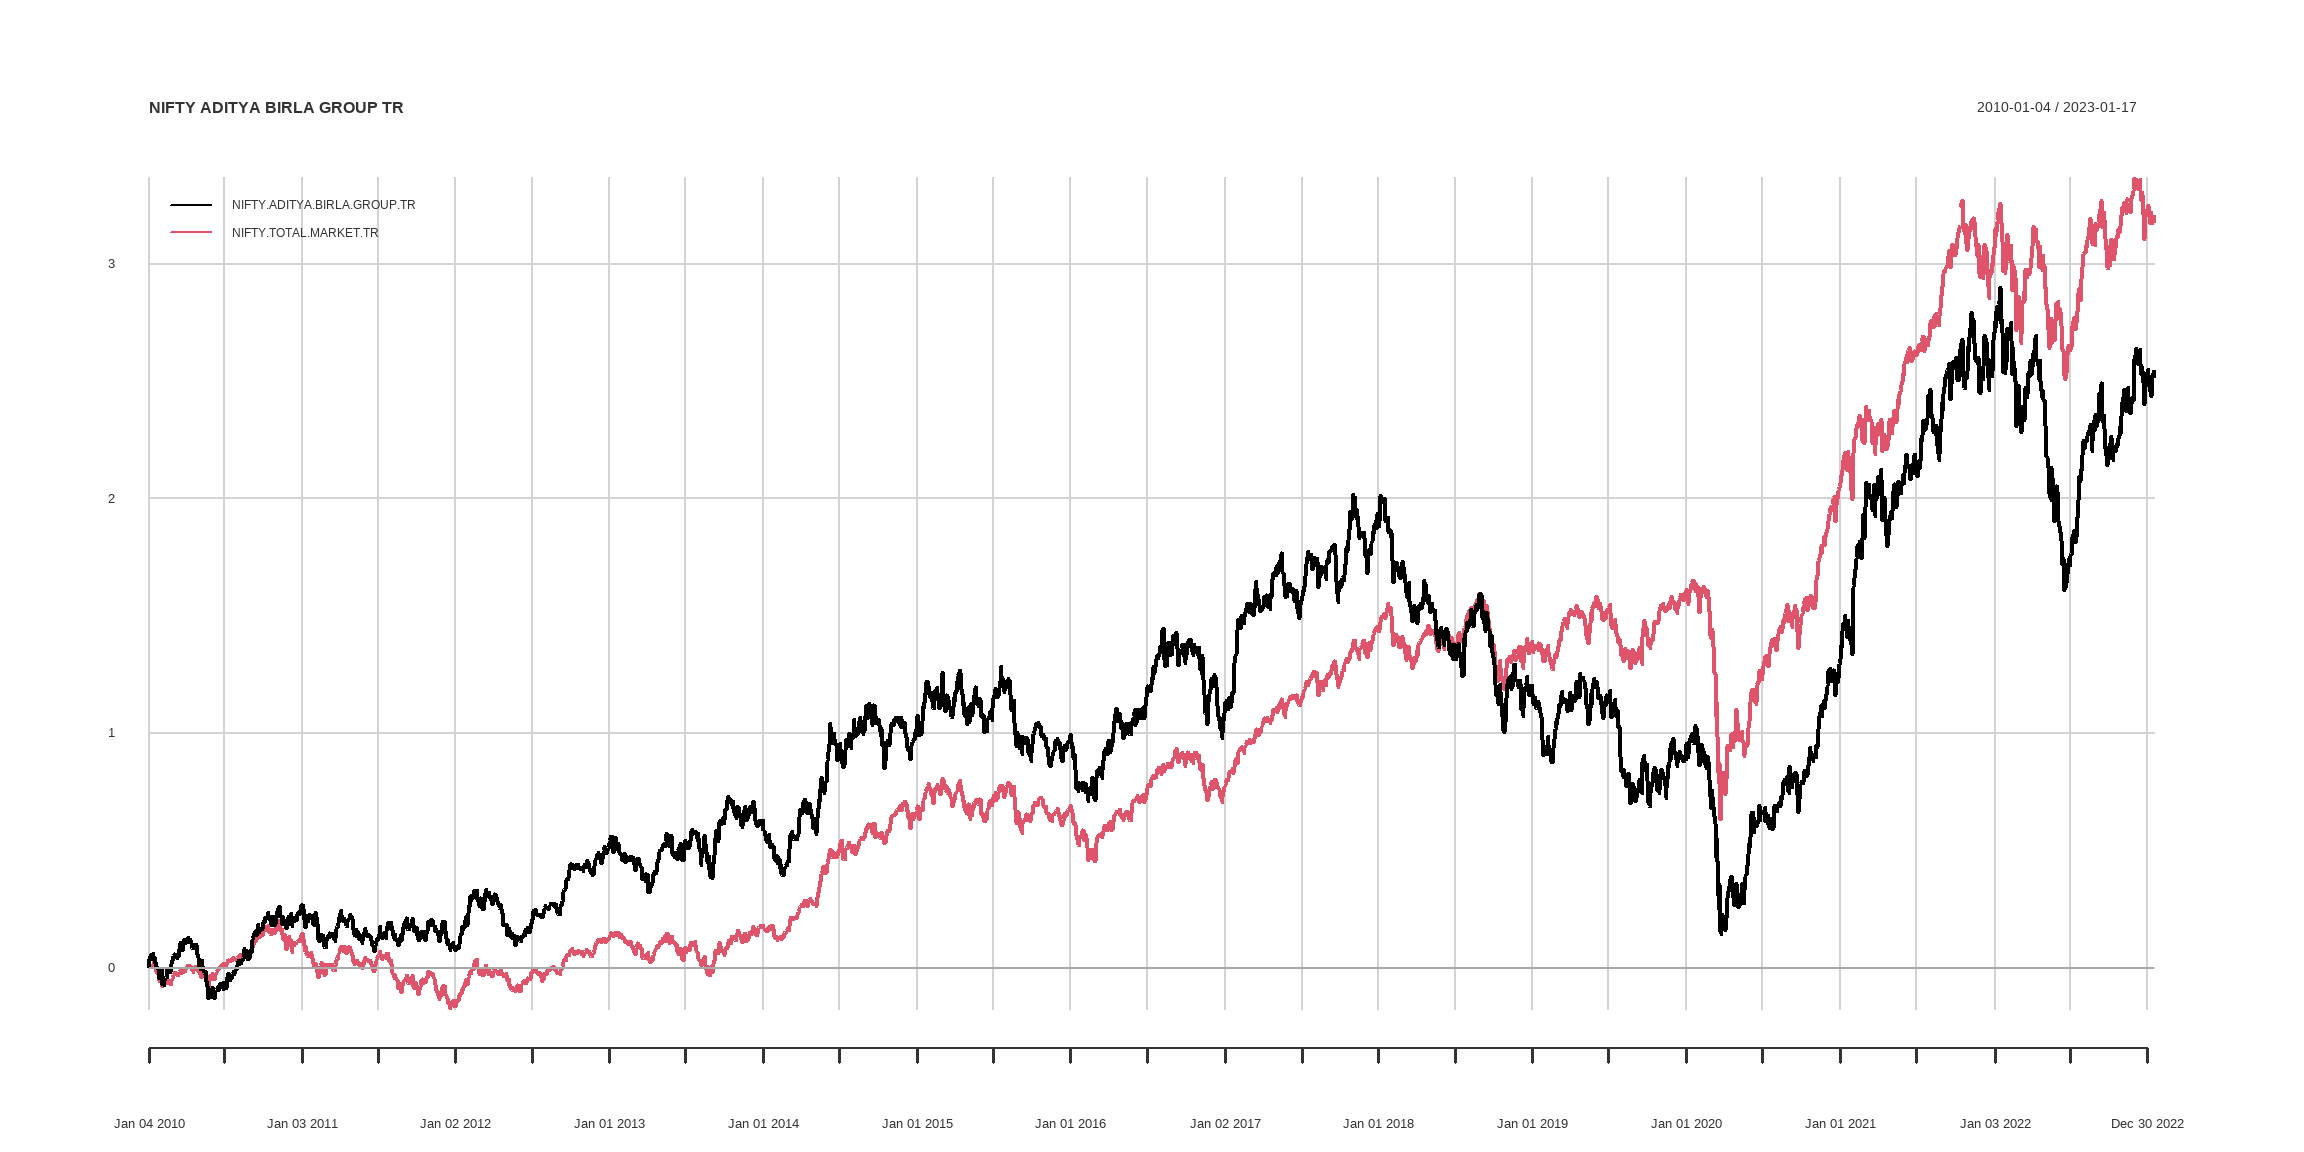 NIFTY ADITYA BIRLA GROUP TR
2010-01-04 / 2023-01-17
NIFTY.ADITYA.BIRLA.GROUP.TR
NIFTY.TOTAL.MARKET.TR
3
2
1
0
Jan 04 2010 Jan 03 2011 Jan 02 2012 Jan 01 2013 Jan 01 2014 Jan 01 2015 Jan 01 2016 Jan 02 2017 Jan 01 2018 Jan 01 2019 Jan 01 2020 Jan 01 2021 Jan 03 2022 Dec 30 2022